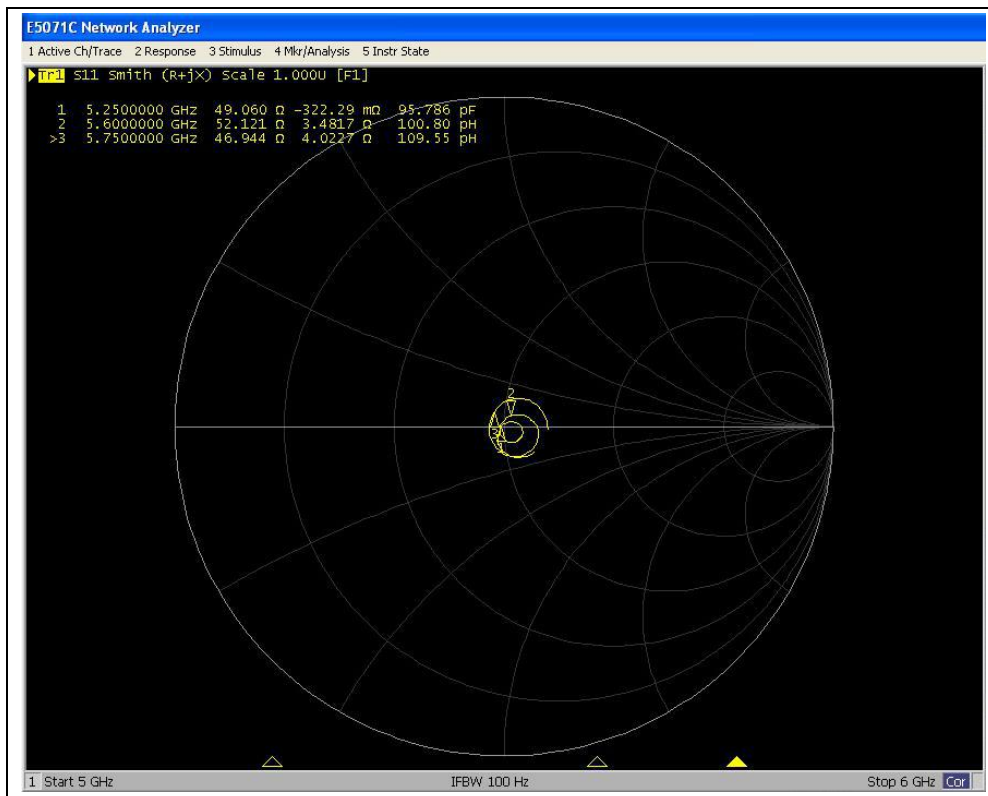 E5071C Network Analyzer
1 Active Ch/Trace 2 Response 3 Stimulus 4 Mkr/Analysis 5 Instr State
Tr1 S11 Smith (R+jX) Scale 1.000U [F1]
1 5.2500000 GHz 49.060 Ω -322.29 mΩ 95.786 pF
2 5.6000000 GHz 52.121 Ω 3.4817 Ω 100.80 pH
>3 5.7500000 GHz 46.944 Ω 4.0227 Ω 109.55 pH
2
3
1
1 Start 5 GHz IFBW 100 Hz Stop 6 GHz Cor